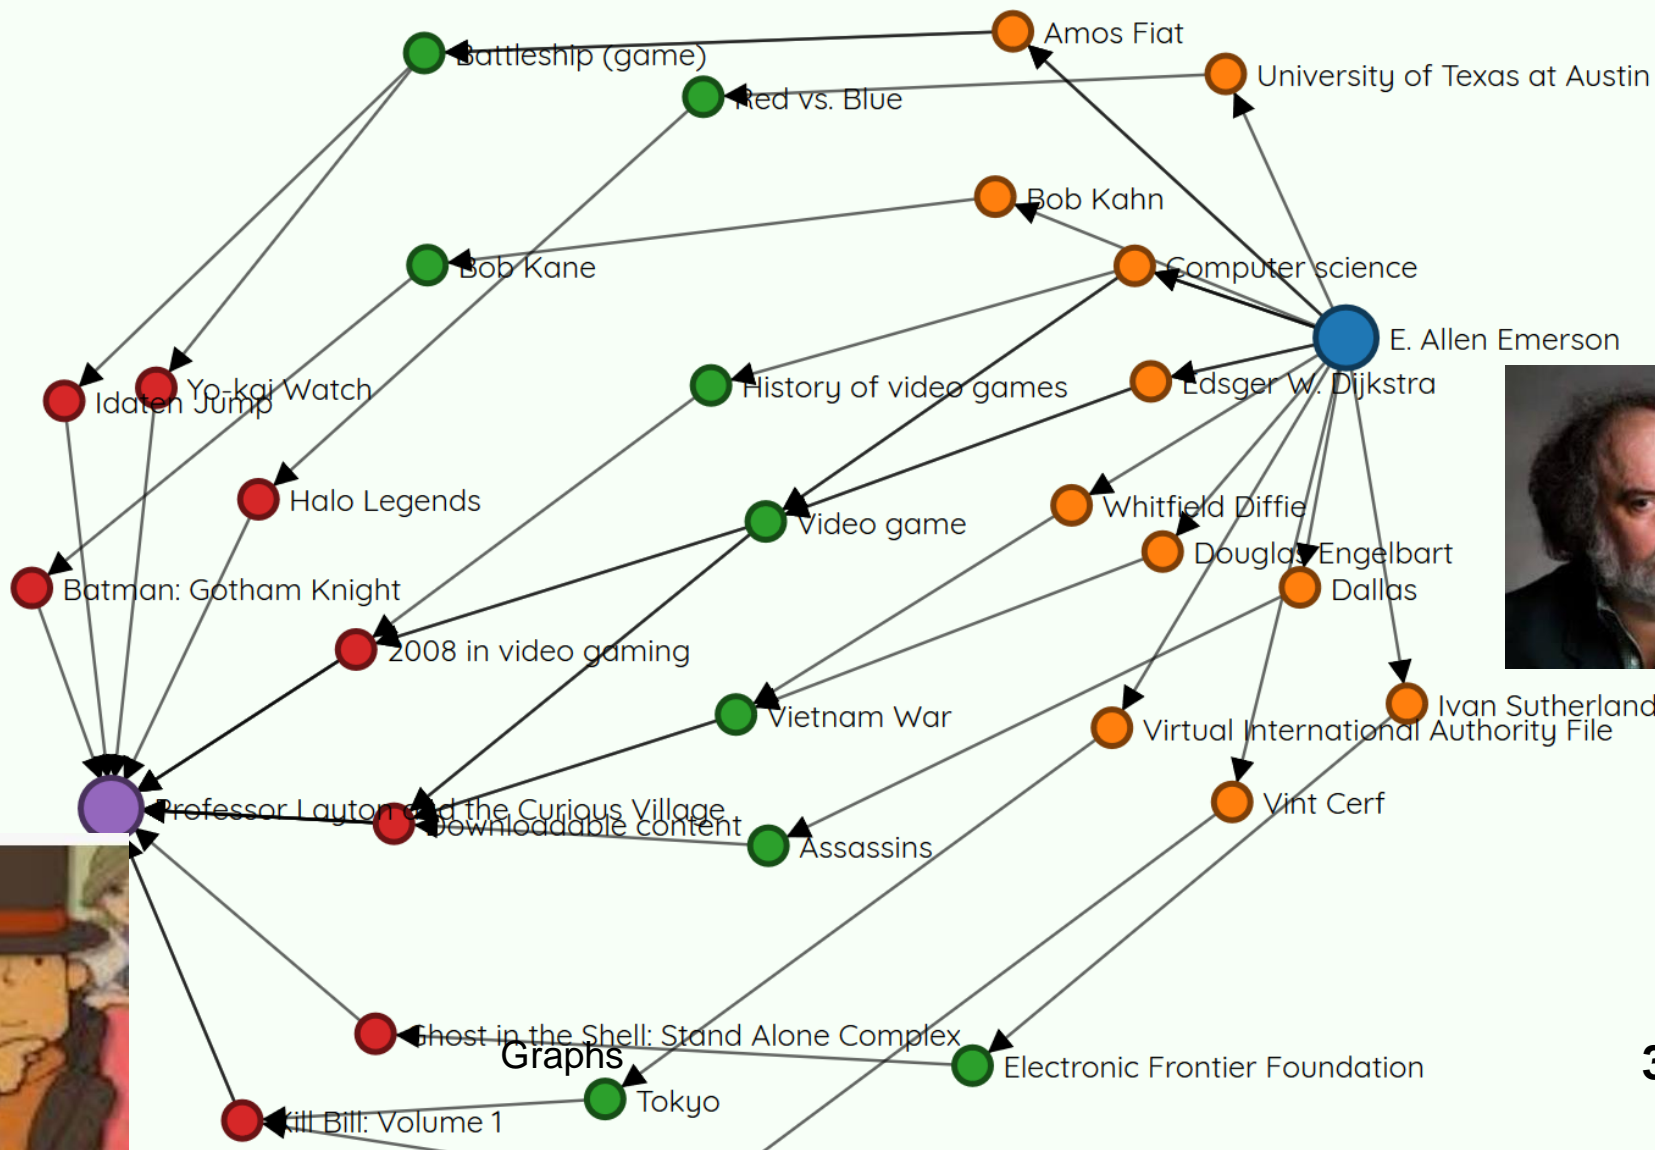 Amos Fiat
Battleship (game)
University of Texas at Austin
Red vs. Blue
Bob Kahn
Bob Kane
Computer science
E. Allen Emerson
History of video games
Edsger W. Dijkstra
Yo-kai Watch
Idaten Jump
Halo Legends
Whitfield Diffie
Video game
Douglas Engelbart
Batman: Gotham Knight
Dallas
2008 in video gaming
Ivan Sutherland
Vietnam War
Virtual International Authority File
Vint Cerf
Professor Layton and the Curious Village
Downloadable content
Assassins
Ghost in the Shell: Stand Alone Complex
Graphs
Electronic Frontier Foundation
Tokyo
Kill Bill: Volume 1